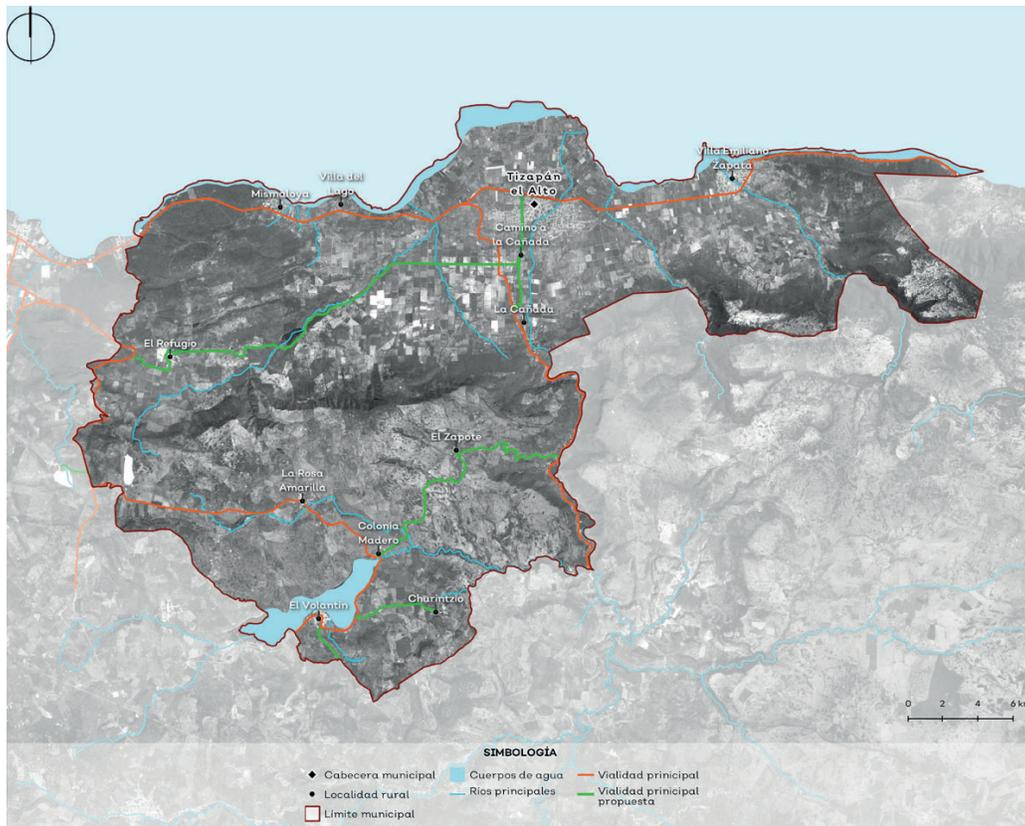 Villa Emiliano
Zapata
Tizapán
el Alto
Villa del
Lago
Mismaloya
Camino a
la Cañada
La Cañada
El Refugio
El Zapote
La Rosa
Amarilla
Colonia
Madero
El Volantín
Churintzio
0 2 4 6 km
SIMBOLOGÍA
Cabecera municipal
Localidad rural
Límite municipal
Cuerpos de agua
Ríos principales
Vialidad prinicipal
Vialidad prinicipal
propuesta